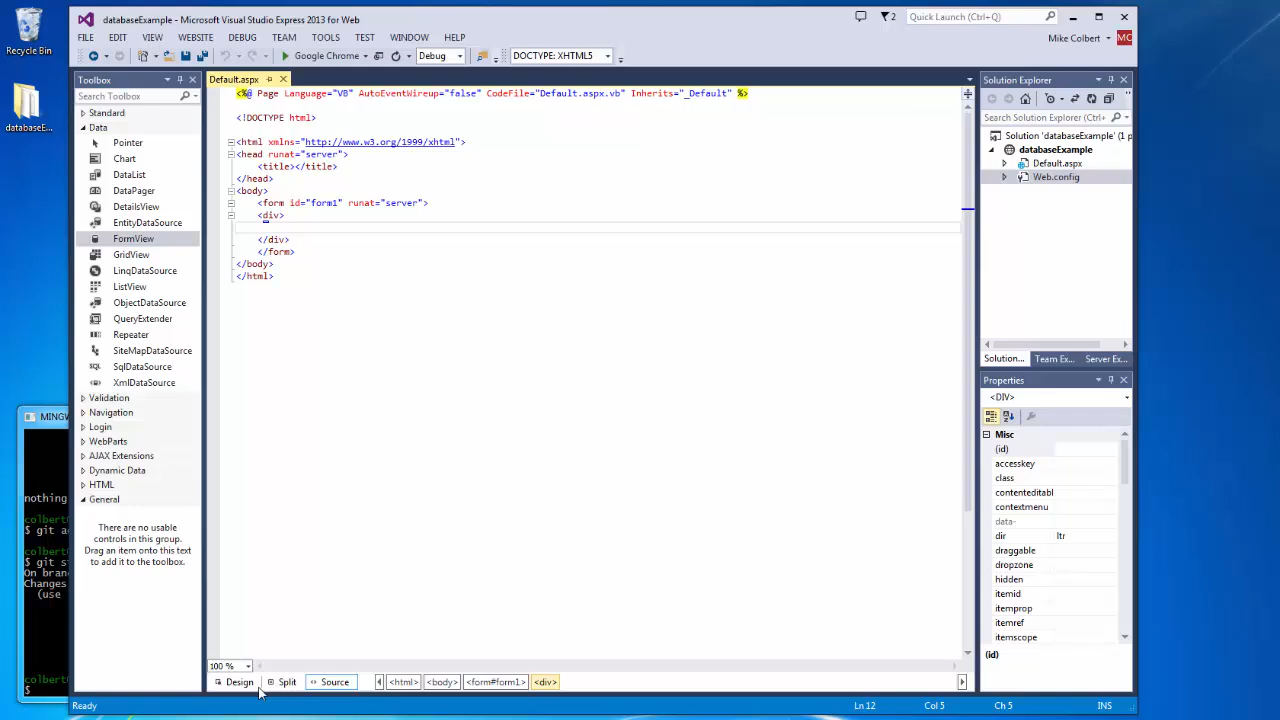 Recycle Bin
databaseE...
databaseExample - Microsoft Visual Studio Express 2013 for Web
2
Quick Launch (Ctrl+Q)
FILE EDIT VIEW WEBSITE DEBUG TEAM TOOLS TEST WINDOW HELP
Mike Colbert MC
Google Chrome Debug DOCTYPE: XHTML5
Toolbox
Search Toolbox
Standard
Data
Pointer
Chart
DataList
DataPager
DetailsView
EntityDataSource
FormView
GridView
LinqDataSource
ListView
ObjectDataSource
QueryExtender
Repeater
SiteMapDataSource
SqlDataSource
XmlDataSource
Validation
Navigation
Login
WebParts
AJAX Extensions
Dynamic Data
HTML
General
There are no usable
controls in this group.
Drag an item onto this text
to add it to the toolbox.
Default.aspx
<%@ Page Language="VB" AutoEventWireup="false" CodeFile="Default.aspx.vb" Inherits="_Default" %>
<!DOCTYPE html>
<html xmlns="http://www.w3.org/1999/xhtml">
<head runat="server">
<title></title>
</head>
<body>
<form id="form1" runat="server">
<div>
</div>
</form>
</body>
</html>
100 %
Design Split Source <html> <body> <form#form1> <div>
Solution Explorer
Search Solution Explorer (Ctrl+
Solution 'databaseExample' (1 p
databaseExample
Default.aspx
Web.config
Solution... Team Ex... Server Ex...
Properties
<DIV>
Misc
(id)
accesskey
class
contenteditabl
contextmenu
data-
dir ltr
draggable
dropzone
hidden
itemid
itemprop
itemref
itemscope
(id)
MINGW
nothing
colbert
$ git a
colbert
$ git s
On bran
Changes
(use
colbert
$
Ready Ln 12 Col 5 Ch 5 INS